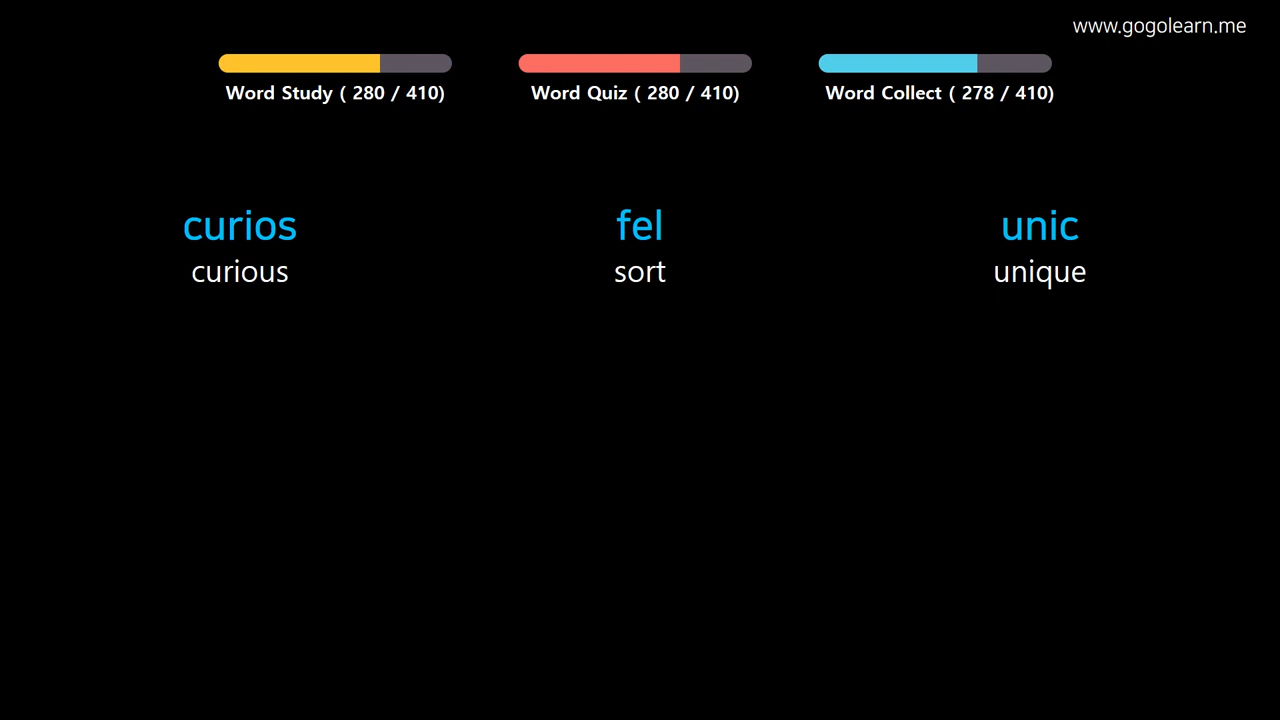 www.gogolearn.me
Word Study ( 280 / 410)
Word Quiz ( 280 / 410)
Word Collect ( 278 / 410)
curios
curious
fel
sort
unic
unique